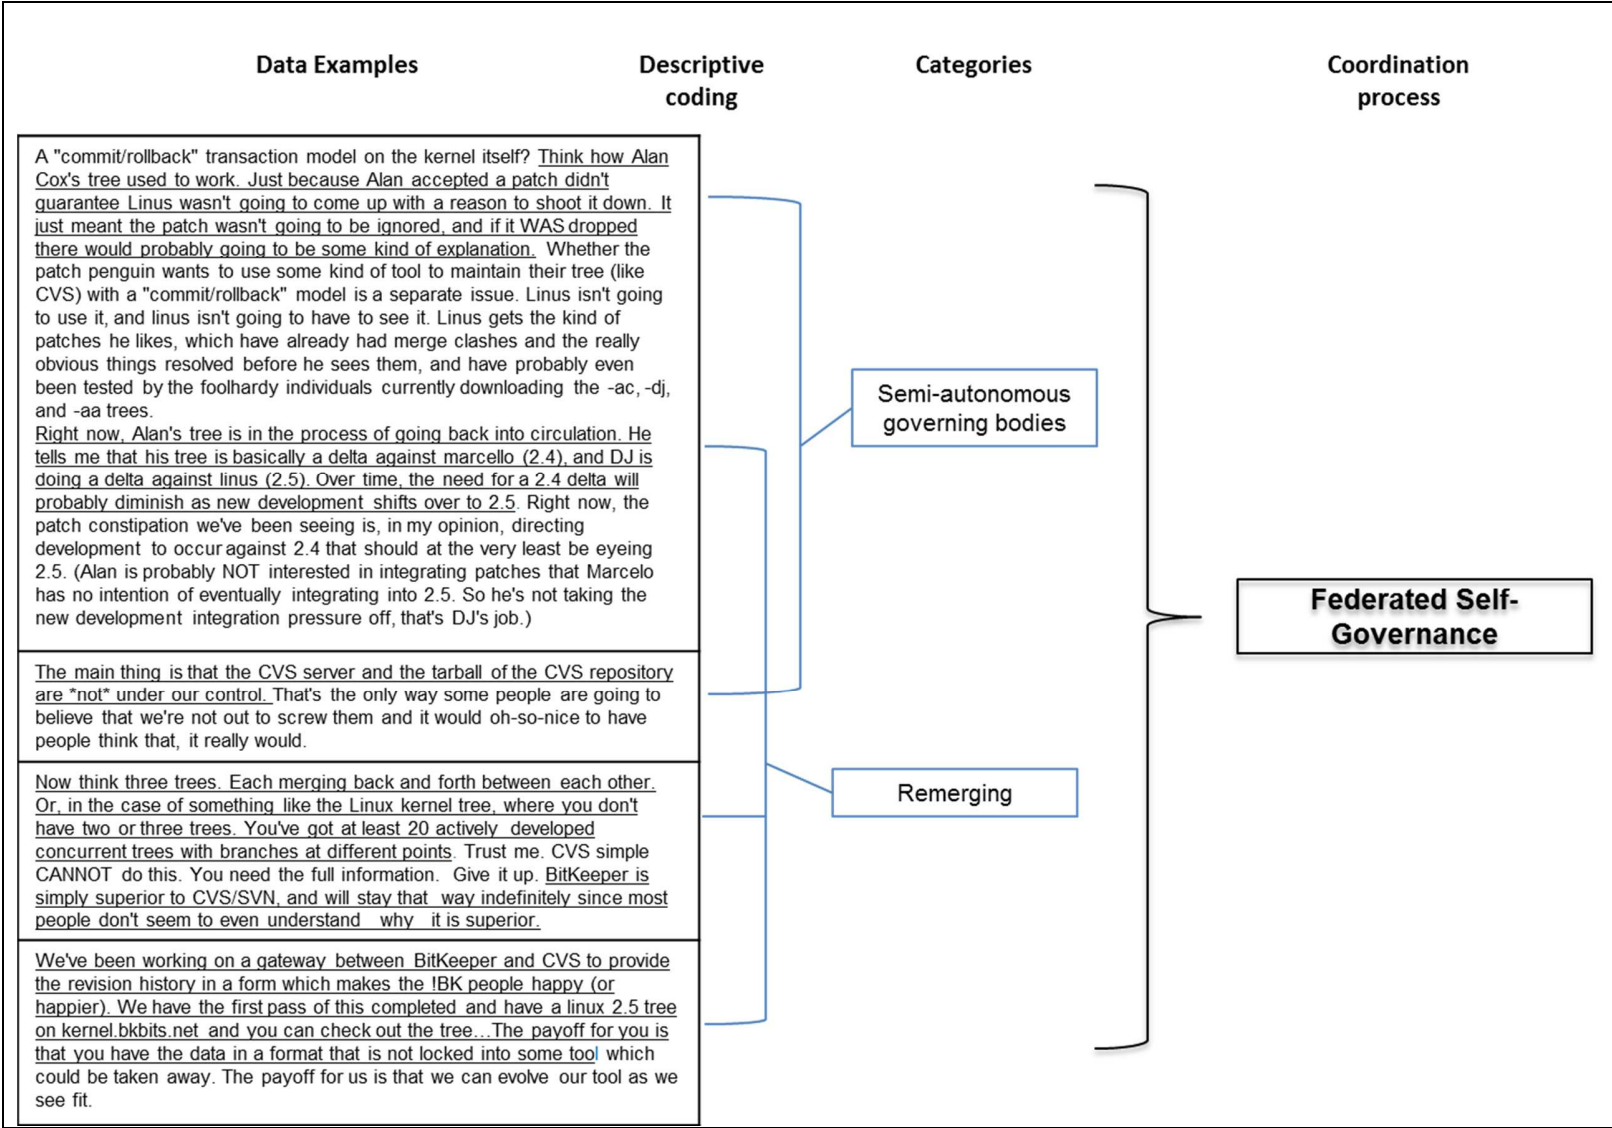 Data Examples
Descriptive
coding
Categories
Coordination
process
A "commit/rollback" transaction model on the kernel itself? Think how Alan
Cox's tree used to work. Just because Alan accepted a patch didn't
guarantee Linus wasn't going to come up with a reason to shoot it down. It
just meant the patch wasn't going to be ignored, and if it WAS dropped
there would probably going to be some kind of explanation. Whether the
patch penguin wants to use some kind of tool to maintain their tree (like
CVS) with a "commit/rollback" model is a separate issue. Linus isn't going
to use it, and linus isn't going to have to see it. Linus gets the kind of
patches he likes, which have already had merge clashes and the really
obvious things resolved before he sees them, and have probably even
been tested by the foolhardy individuals currently downloading the -ac, -dj,
and -aa trees.
Right now, Alan's tree is in the process of going back into circulation. He
tells me that his tree is basically a delta against marcello (2.4), and DJ is
doing a delta against linus (2.5). Over time, the need for a 2.4 delta will
probably diminish as new development shifts over to 2.5. Right now, the
patch constipation we've been seeing is, in my opinion, directing
development to occur against 2.4 that should at the very least be eyeing
2.5. (Alan is probably NOT interested in integrating patches that Marcelo
has no intention of eventually integrating into 2.5. So he's not taking the
new development integration pressure off, that's DJ's job.)
The main thing is that the CVS server and the tarball of the CVS repository
are *not* under our control. That's the only way some people are going to
believe that we're not out to screw them and it would oh-so-nice to have
people think that, it really would.
Now think three trees. Each merging back and forth between each other.
Or, in the case of something like the Linux kernel tree, where you don't
have two or three trees. You've got at least 20 actively developed
concurrent trees with branches at different points. Trust me. CVS simple
CANNOT do this. You need the full information. Give it up. BitKeeper is
simply superior to CVS/SVN, and will stay that way indefinitely since most
people don't seem to even understand why it is superior.
We've been working on a gateway between BitKeeper and CVS to provide
the revision history in a form which makes the !BK people happy (or
happier). We have the first pass of this completed and have a linux 2.5 tree
on kernel.bkbits.net and you can check out the tree...The payoff for you is
that you have the data in a format that is not locked into some tool which
could be taken away. The payoff for us is that we can evolve our tool as we
see fit.
Semi-autonomous
governing bodies
Remerging
Federated Self-
Governance